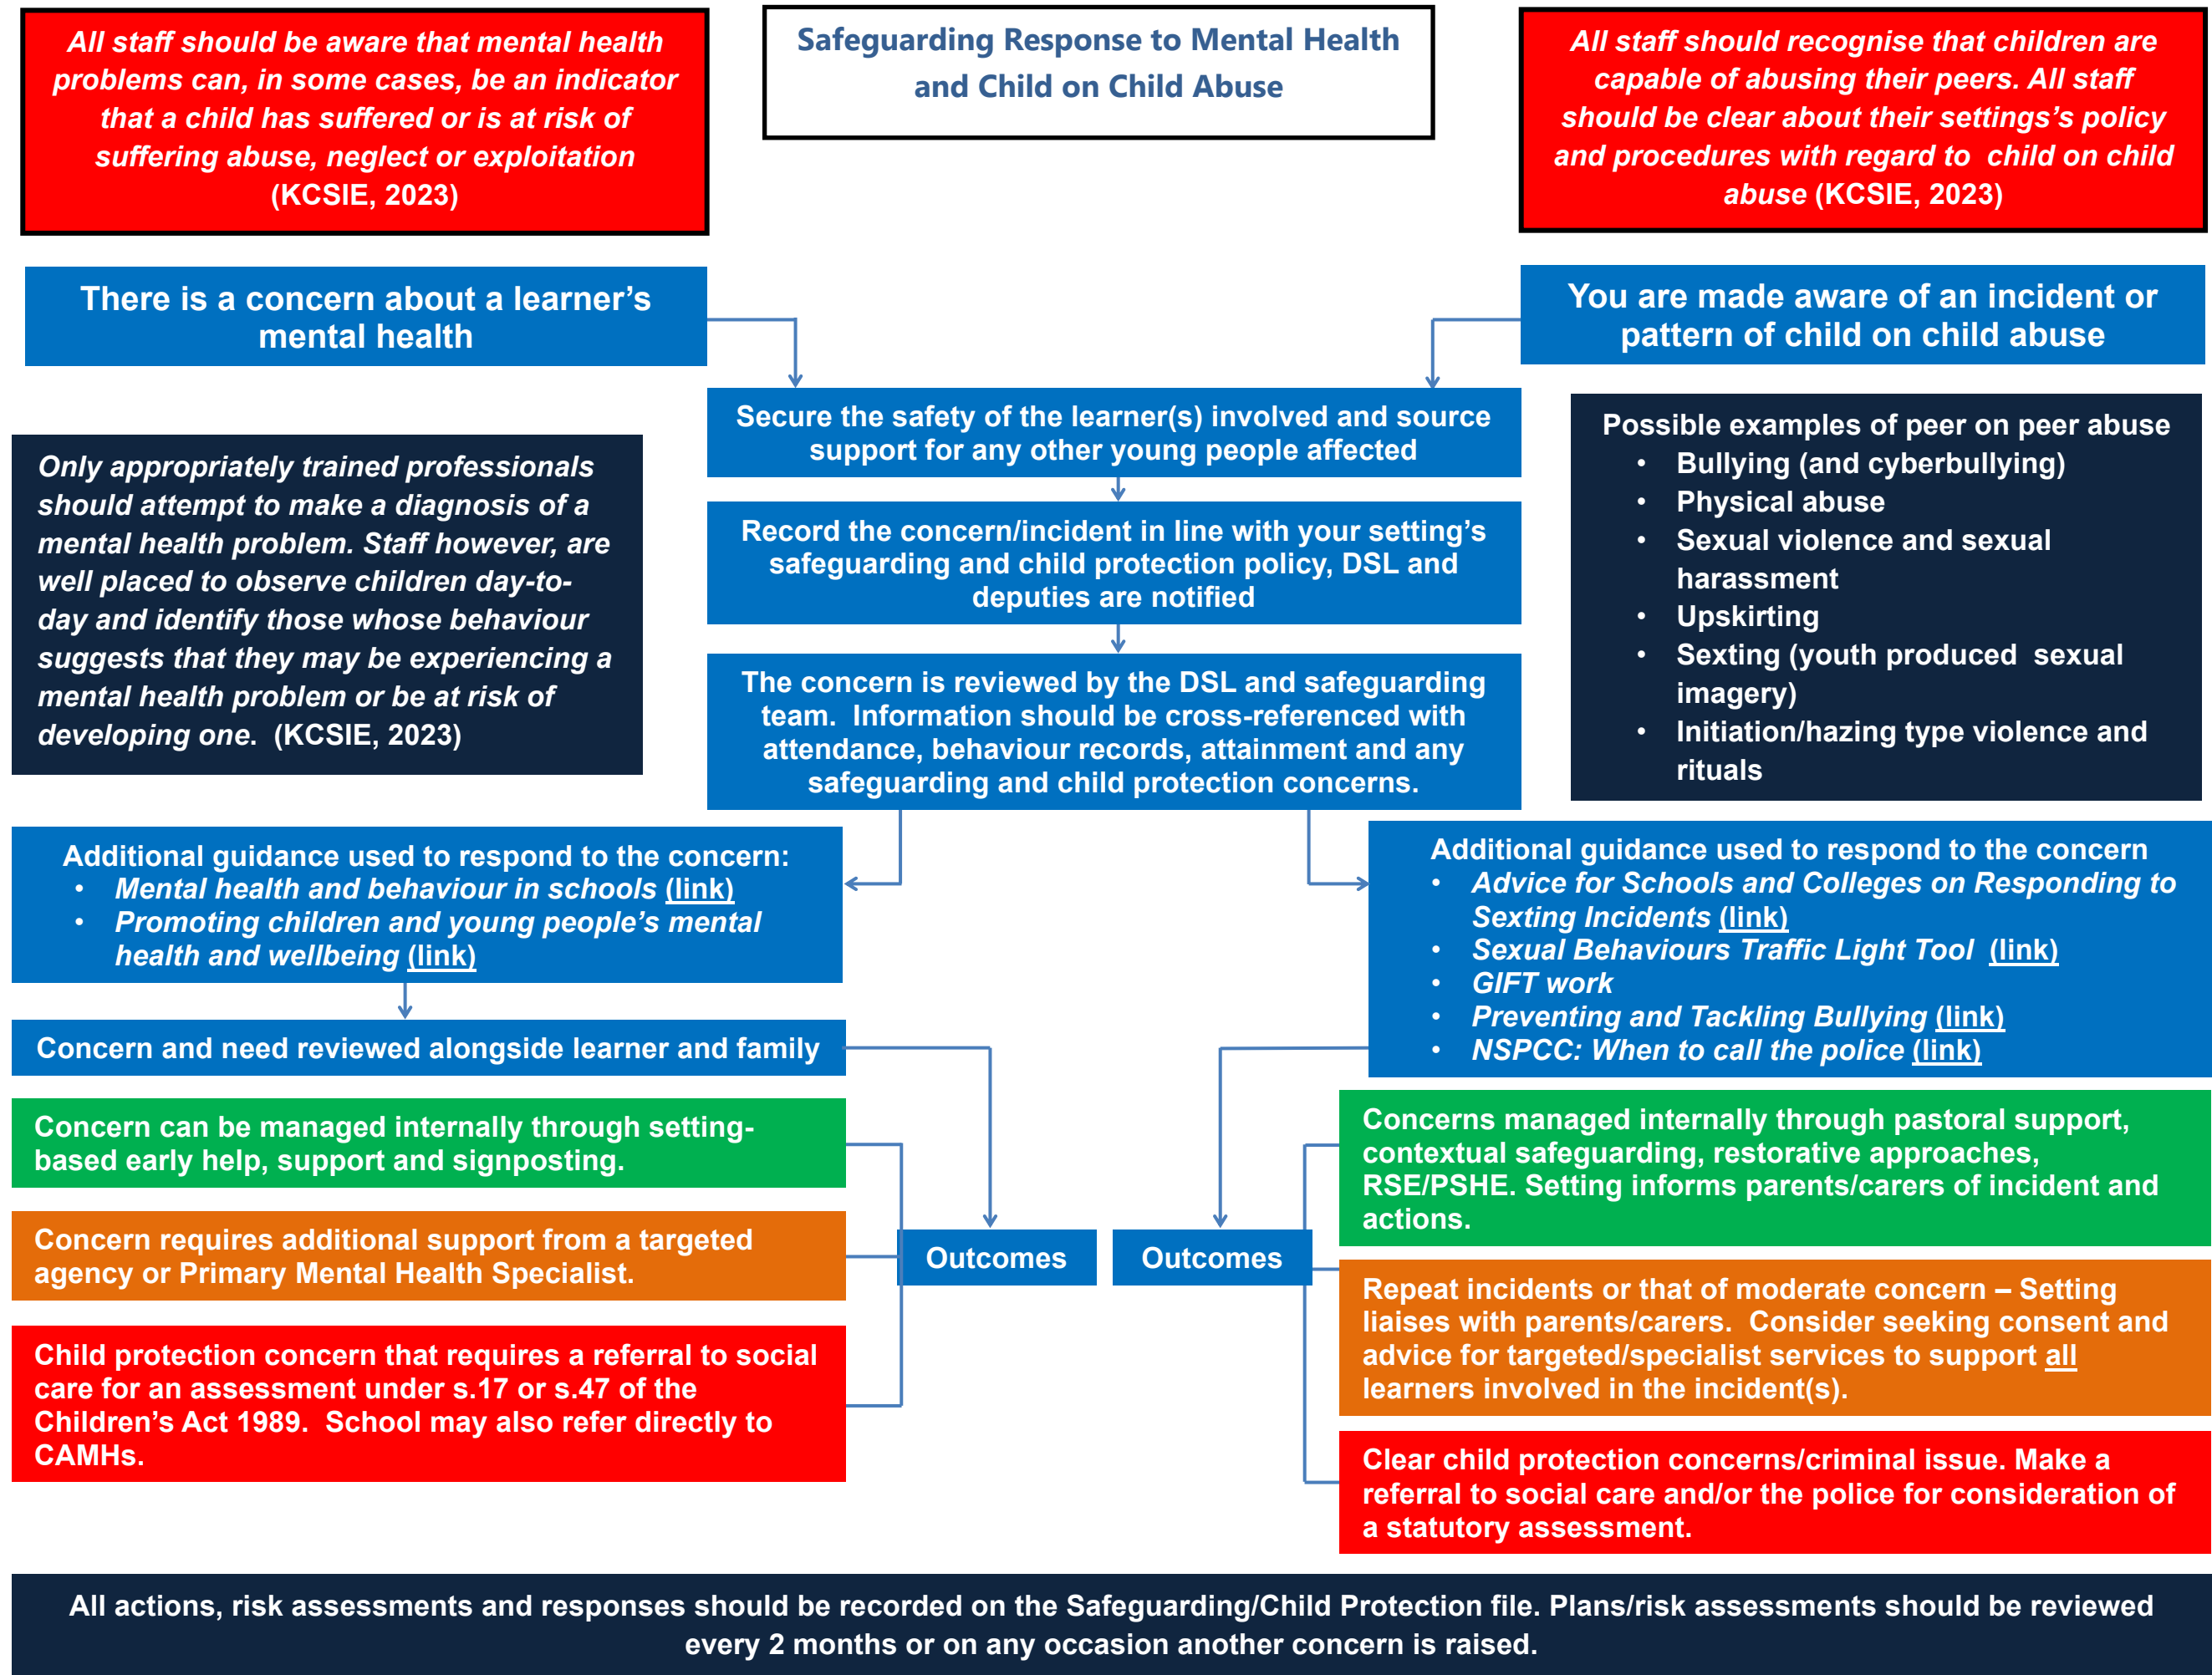 All staff should be aware that mental health
problems can, in some cases, be an indicator
that a child has suffered or is at risk of
suffering abuse, neglect or exploitation
(KCSIE, 2023)
Safeguarding Response to Mental Health
and Child on Child Abuse
All staff should recognise that children are
capable of abusing their peers. All staff
should be clear about their settings's policy
and procedures with regard to child on child
abuse (KCSIE, 2023)
There is a concern about a learner's
mental health
You are made aware of an incident or
pattern of child on child abuse
Secure the safety of the learner(s) involved and source
support for any other young people affected
Only appropriately trained professionals
should attempt to make a diagnosis of a
mental health problem. Staff however, are
well placed to observe children day-to-
day and identify those whose behaviour
suggests that they may be experiencing a
mental health problem or be at risk of
developing one. (KCSIE, 2023)
Record the concern/incident in line with your setting's
safeguarding and child protection policy, DSL and
deputies are notified
Possible examples of peer on peer abuse
• Bullying (and cyberbullying)
• Physical abuse
• Sexual violence and sexual
harassment
• Upskirting
• Sexting (youth produced sexual
imagery)
• Initiation/hazing type violence and
rituals
The concern is reviewed by the DSL and safeguarding
team. Information should be cross-referenced with
attendance, behaviour records, attainment and any
safeguarding and child protection concerns.
Additional guidance used to respond to the concern:
• Mental health and behaviour in schools (link)
• Promoting children and young people's mental
health and wellbeing (link)
Additional guidance used to respond to the concern
• Advice for Schools and Colleges on Responding to
Sexting Incidents (link)
• Sexual Behaviours Traffic Light Tool (link)
• GIFT work
• Preventing and Tackling Bullying (link)
• NSPCC: When to call the police (link)
Concern and need reviewed alongside learner and family
Concern can be managed internally through setting-
based early help, support and signposting.
Concern requires additional support from a targeted
agency or Primary Mental Health Specialist.
Child protection concern that requires a referral to social
care for an assessment under s.17 or s.47 of the
Children's Act 1989. School may also refer directly to
CAMHs.
Outcomes
Outcomes
Concerns managed internally through pastoral support,
contextual safeguarding, restorative approaches,
RSE/PSHE. Setting informs parents/carers of incident and
actions.
Repeat incidents or that of moderate concern – Setting
liaises with parents/carers. Consider seeking consent and
advice for targeted/specialist services to support all
learners involved in the incident(s).
Clear child protection concerns/criminal issue. Make a
referral to social care and/or the police for consideration of
a statutory assessment.
All actions, risk assessments and responses should be recorded on the Safeguarding/Child Protection file. Plans/risk assessments should be reviewed
every 2 months or on any occasion another concern is raised.